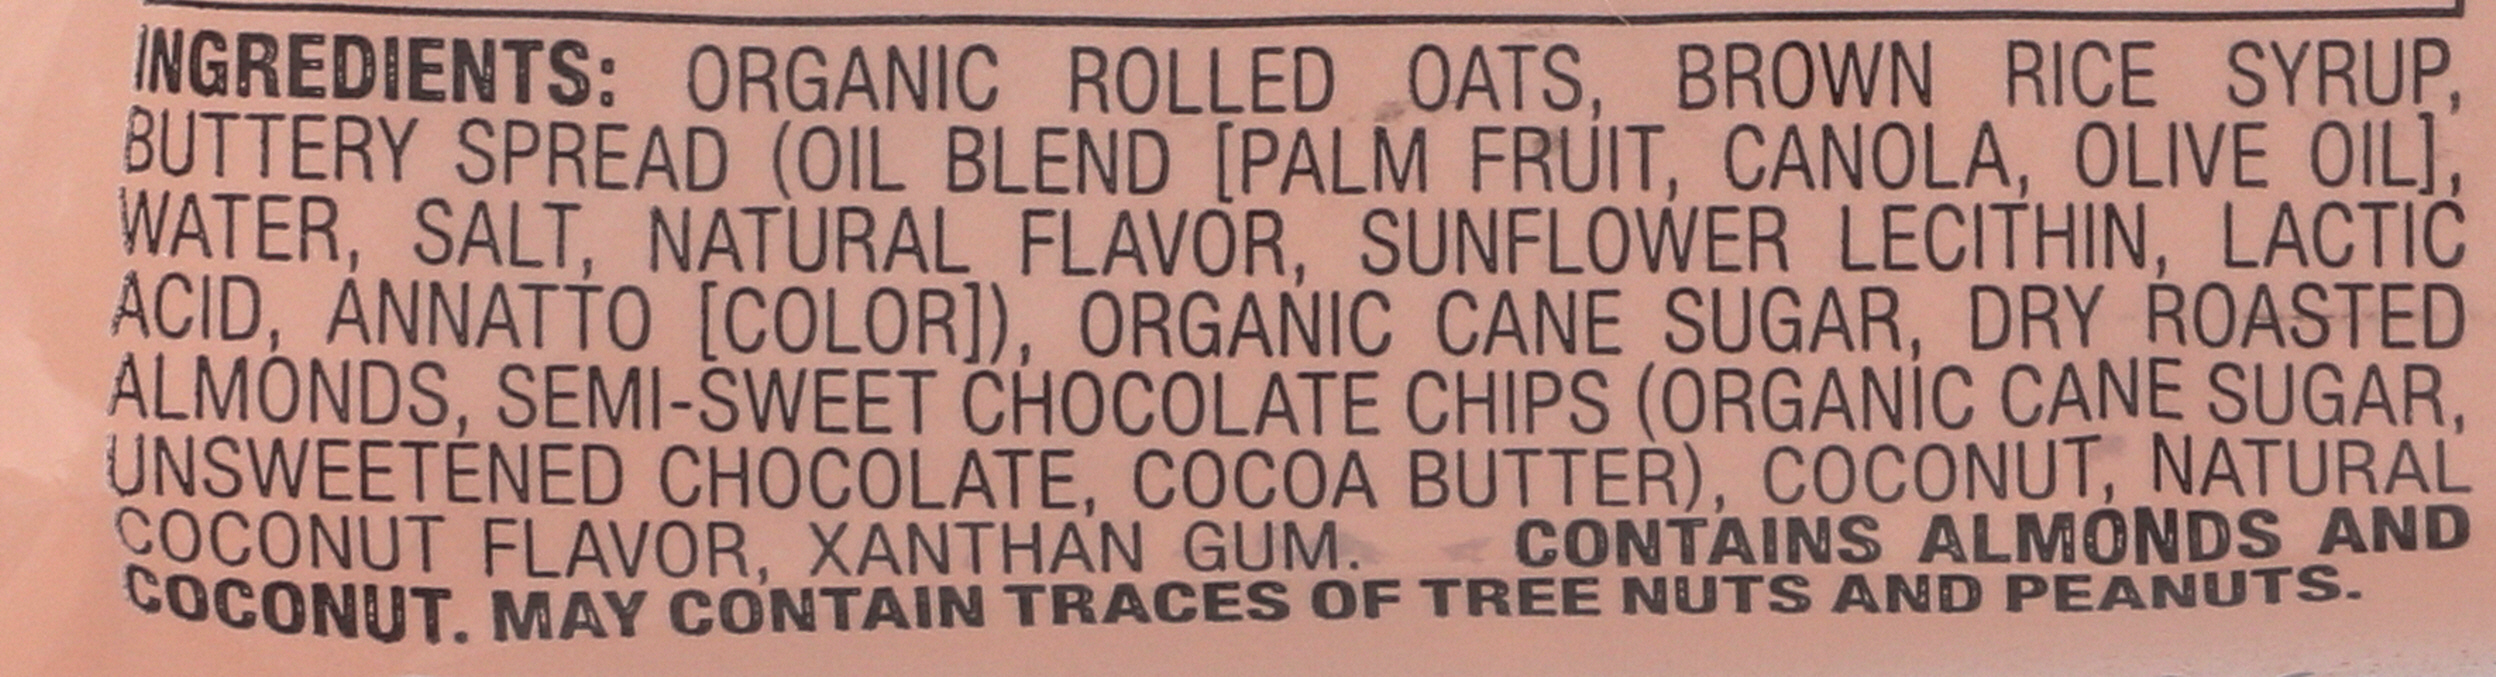 INGREDIENTS: ORGANIC ROLLED OATS, BROWN RICE SYRUP,
BUTTERY SPREAD (OIL BLEND [PALM FRUIT, CANOLA, OLIVE OIL],
WATER, SALT, NATURAL FLAVOR, SUNFLOWER LECITHIN, LACTIC
ACID, ANNATTO [COLOR]), ORGANIC CANE SUGAR, DRY ROASTED
ALMONDS, SEMI-SWEET CHOCOLATE CHIPS (ORGANIC CANE SUGAR,
UNSWEETENED CHOCOLATE, COCOA BUTTER), COCONUT, NATURAL
COCONUT FLAVOR, XANTHAN GUM. CONTAINS ALMONDS AND
COCONUT. MAY CONTAIN TRACES OF TREE NUTS AND PEANUTS.